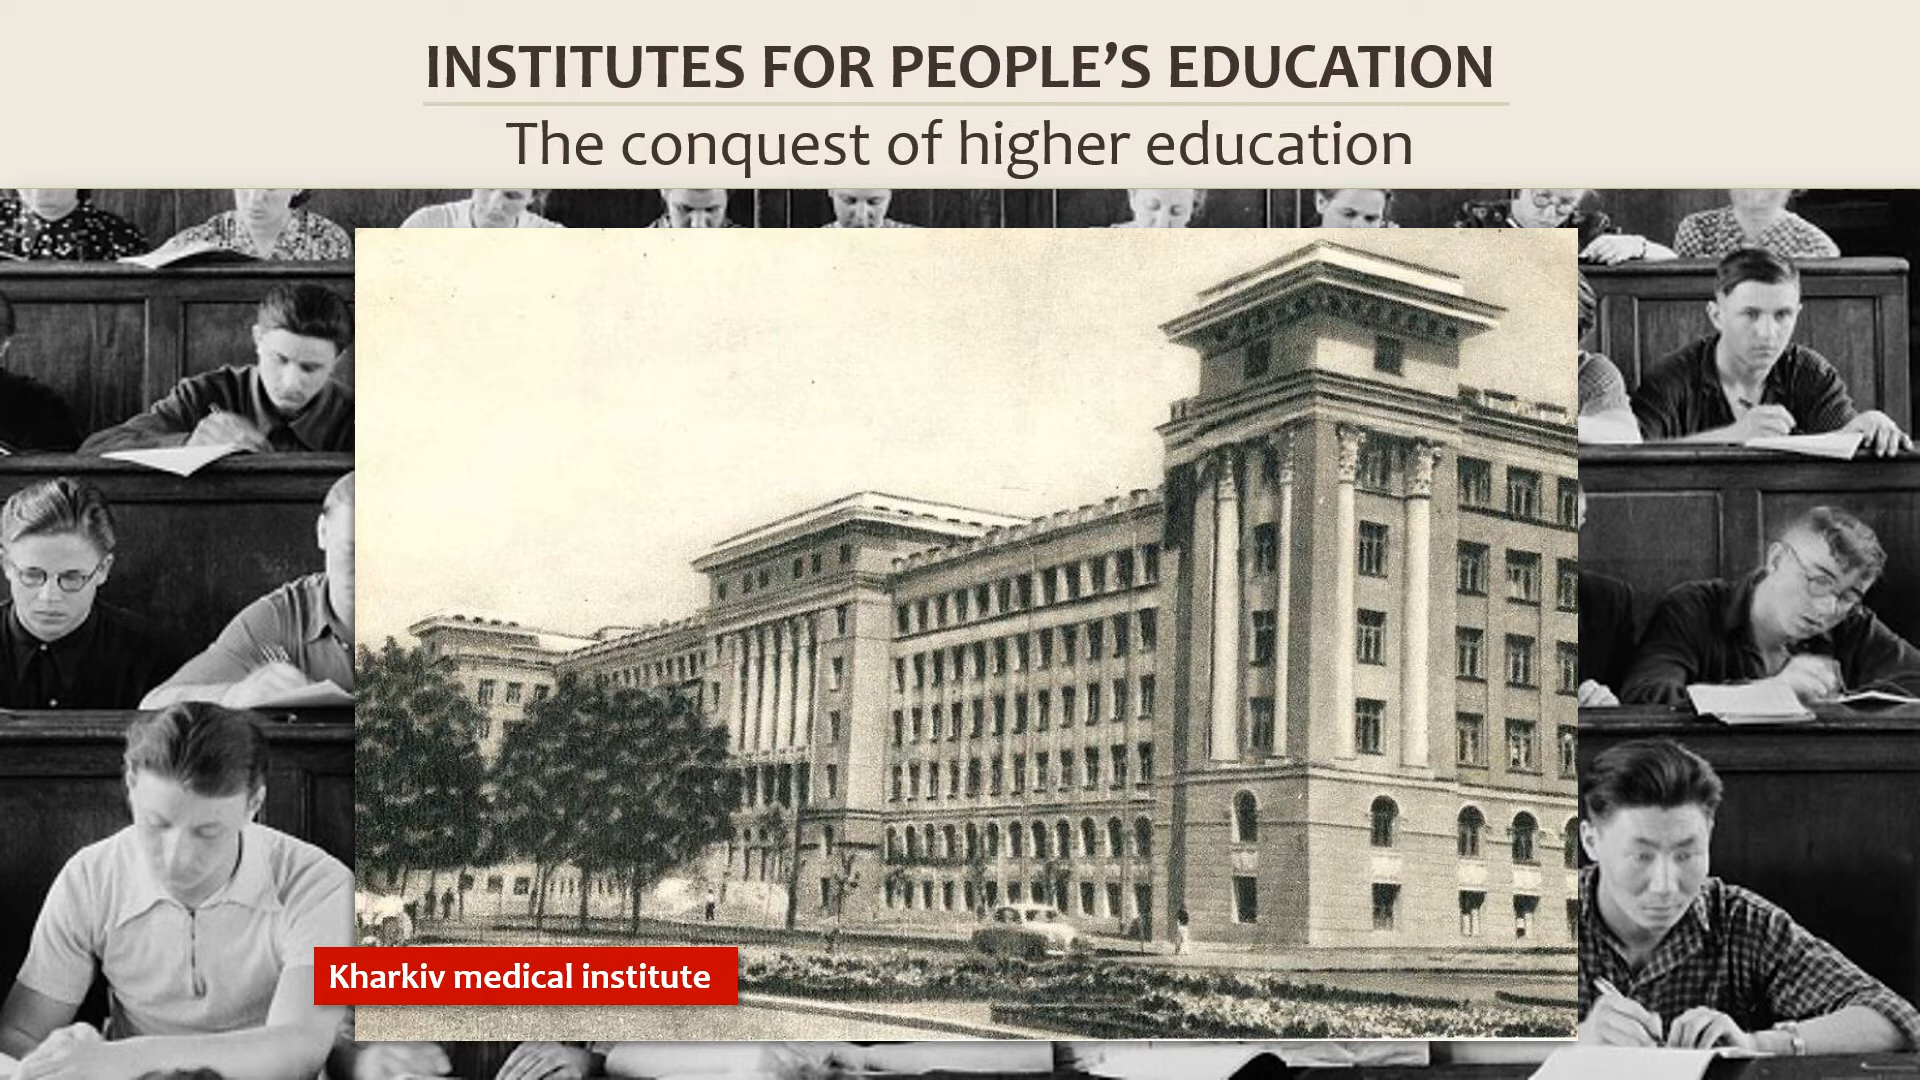 INSTITUTES FOR PEOPLE’S EDUCATION
The conquest of higher education
Kharkiv medical institute